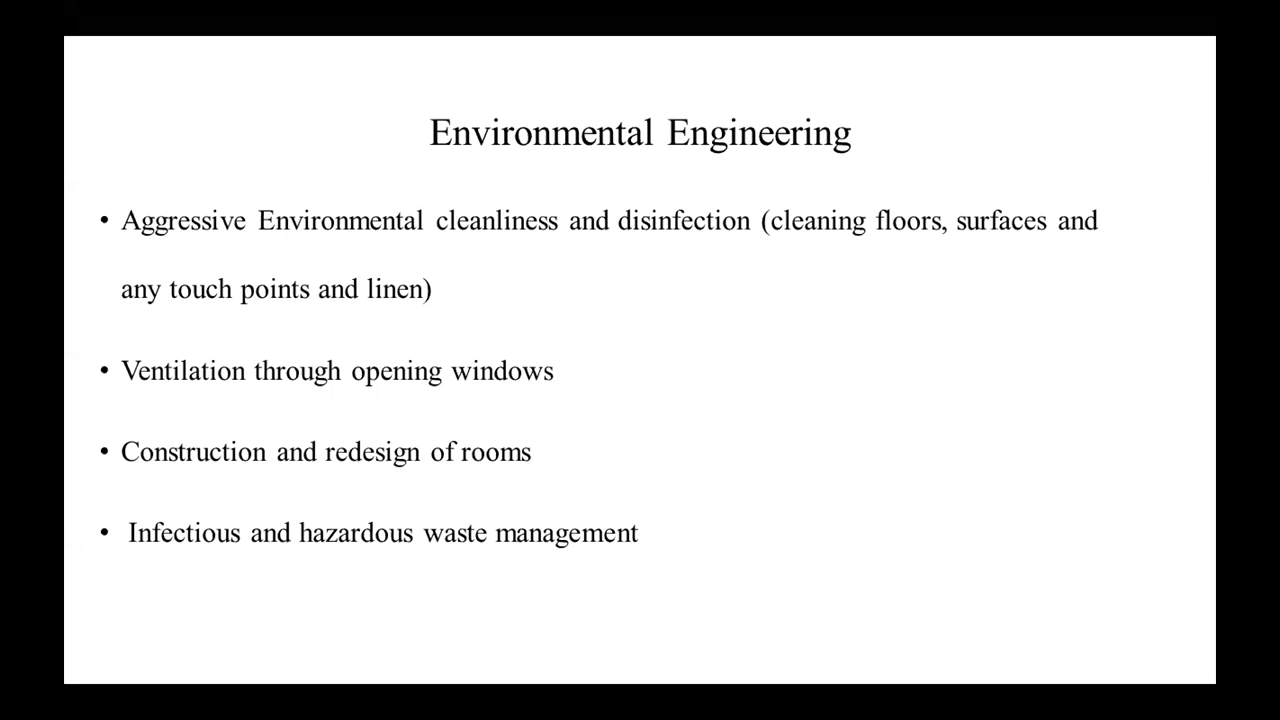 Environmental Engineering
• Aggressive Environmental cleanliness and disinfection (cleaning floors, surfaces and
any touch points and linen)
• Ventilation through opening windows
• Construction and redesign of rooms
• Infectious and hazardous waste management